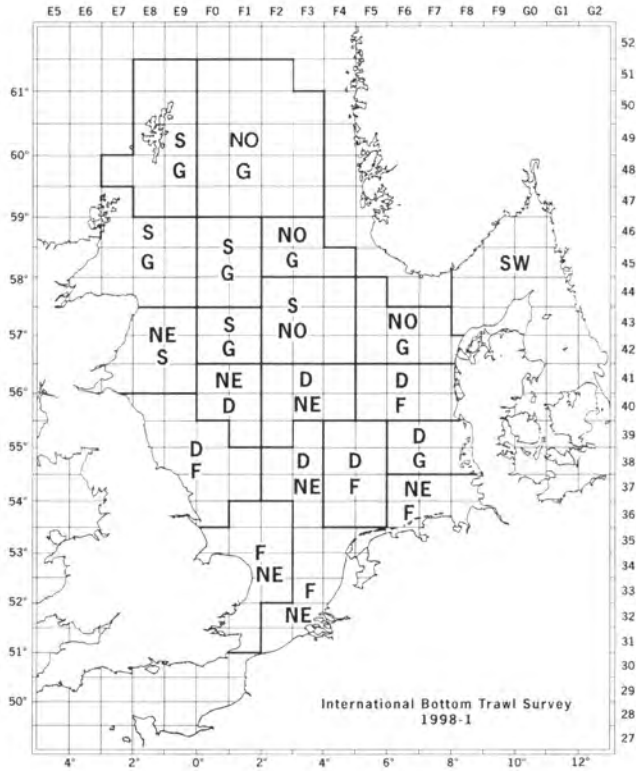 E5 E6 E7 E8 E9 F0 F1 F2 F3 F4 F5 F6 F7 F8 F9 G0 G1 G2
52
61° 51
50
S NO
60° 49
G G
48
59° 47
46
S S NO
G G G SW
58° 45
44
S
NO
57° 43
NE S NO
S G G
42
56° 41
NE D D
D NE F
40
55° 39
D D D D
F NE F G
38
54° 37
NE
F
36
53° 35
F
NE
34
52° 33
F
NE
32
51° 31
30
50° 29
International Bottom Trawl Survey
1998-1
28
27
4° 2° 0° 2° 4° 6° 8° 10° 12°